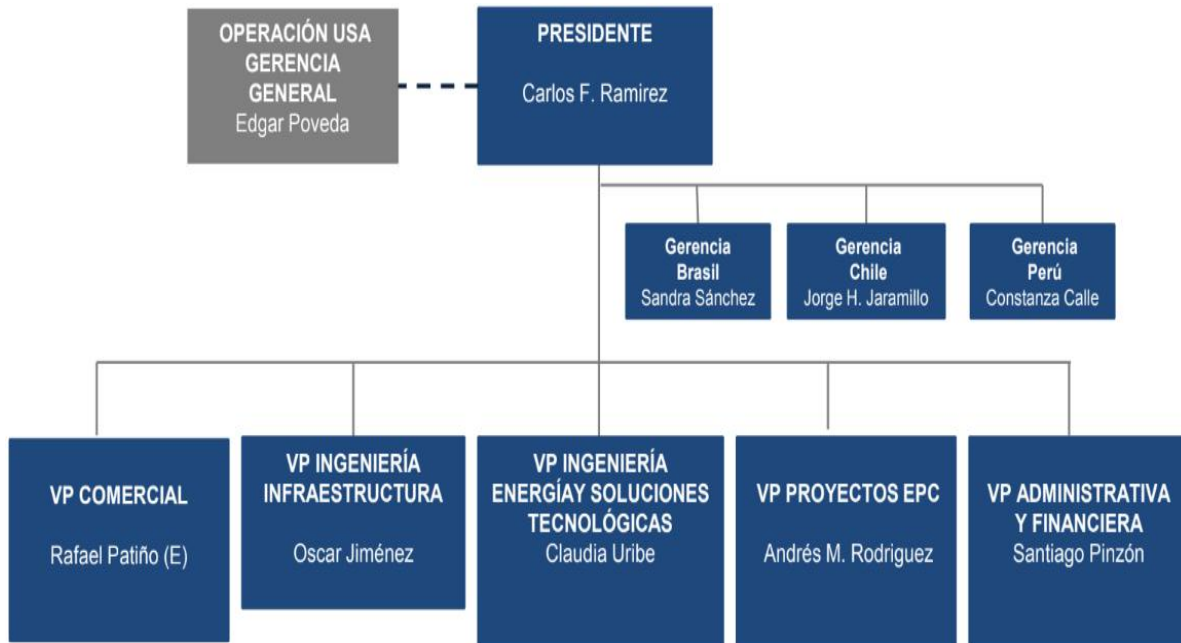 OPERACIÓN USA
GERENCIA
GENERAL
Edgar Poveda
PRESIDENTE
Carlos F. Ramirez
Gerencia
Brasil
Sandra Sánchez
Gerencia
Chile
Jorge H. Jaramillo
Gerencia
Perú
Constanza Calle
VP COMERCIAL
Rafael Patiño (E)
VP INGENIERÍA
INFRAESTRUCTURA
Oscar Jiménez
VP INGENIERÍA
ENERGÍAY SOLUCIONES
TECNOLÓGICAS
Claudia Uribe
VP PROYECTOS EPC
Andrés M. Rodriguez
VP ADMINISTRATIVA
Y FINANCIERA
Santiago Pinzón